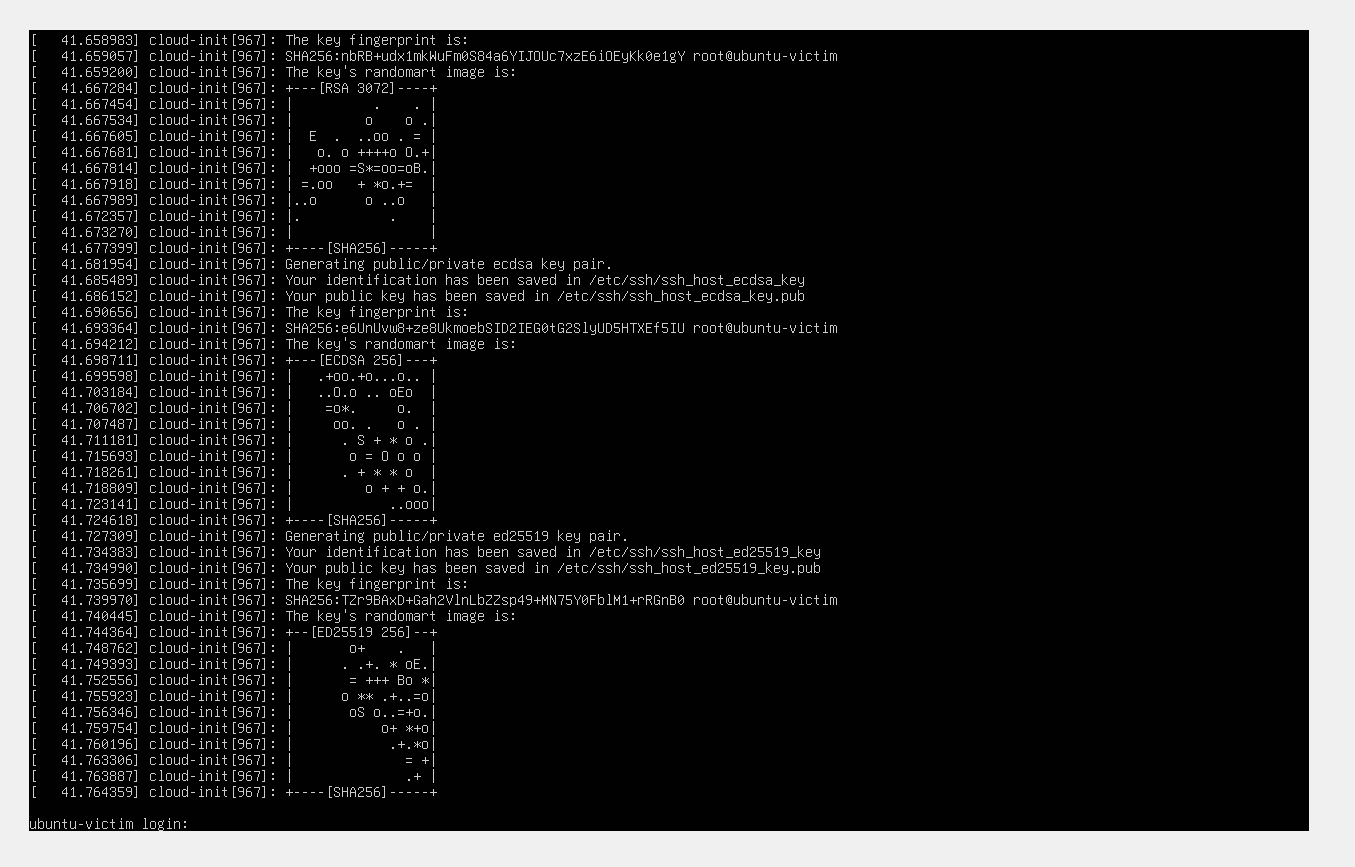 [   41.658983] cloud-init[967]: The key fingerprint is:
[   41.659057] cloud-init[967]: SHA256:nbRB+udx1mkWuFm0S84a6YIJOUc7xzE6iOEyKk0e1gY root@ubuntu-victim
[   41.659200] cloud-init[967]: The key's randomart image is:
[   41.667284] cloud-init[967]: +---[RSA 3072]----+
[   41.667454] cloud-init[967]: |          .    . |
[   41.667534] cloud-init[967]: |         o    o .|
[   41.667605] cloud-init[967]: |  E  .  ..oo . = |
[   41.667681] cloud-init[967]: |   o. o ++++o O.+|
[   41.667814] cloud-init[967]: |  +ooo =S*=oo=oB.|
[   41.667918] cloud-init[967]: | =.oo   + *o.+=  |
[   41.667989] cloud-init[967]: |..o      o ..o   |
[   41.672357] cloud-init[967]: |.           .    |
[   41.673270] cloud-init[967]: |                 |
[   41.677399] cloud-init[967]: +----[SHA256]-----+
[   41.681954] cloud-init[967]: Generating public/private ecdsa key pair.
[   41.685489] cloud-init[967]: Your identification has been saved in /etc/ssh/ssh_host_ecdsa_key
[   41.686152] cloud-init[967]: Your public key has been saved in /etc/ssh/ssh_host_ecdsa_key.pub
[   41.690656] cloud-init[967]: The key fingerprint is:
[   41.693364] cloud-init[967]: SHA256:e6UnUvw8+ze8UkmoebSID2IEG0tG2SlyUD5HTXEf5IU root@ubuntu-victim
[   41.694212] cloud-init[967]: The key's randomart image is:
[   41.698711] cloud-init[967]: +---[ECDSA 256]---+
[   41.699598] cloud-init[967]: |   .+oo.+o...o.. |
[   41.703184] cloud-init[967]: |   ..O.o .. oEo  |
[   41.706702] cloud-init[967]: |    =o*.     o.  |
[   41.707487] cloud-init[967]: |     oo. .   o . |
[   41.711181] cloud-init[967]: |      . S + * o .|
[   41.715693] cloud-init[967]: |       o = O o o |
[   41.718261] cloud-init[967]: |      . + * * o  |
[   41.718809] cloud-init[967]: |         o + + o.|
[   41.723141] cloud-init[967]: |            ..ooo|
[   41.724618] cloud-init[967]: +----[SHA256]-----+
[   41.727309] cloud-init[967]: Generating public/private ed25519 key pair.
[   41.734383] cloud-init[967]: Your identification has been saved in /etc/ssh/ssh_host_ed25519_key
[   41.734990] cloud-init[967]: Your public key has been saved in /etc/ssh/ssh_host_ed25519_key.pub
[   41.735699] cloud-init[967]: The key fingerprint is:
[   41.739970] cloud-init[967]: SHA256:TZr9BAxD+Gah2VlnLbZZsp49+MN75Y0FblM1+rRGnB0 root@ubuntu-victim
[   41.740445] cloud-init[967]: The key's randomart image is:
[   41.744364] cloud-init[967]: +--[ED25519 256]--+
[   41.748762] cloud-init[967]: |       o+    .   |
[   41.749393] cloud-init[967]: |      . .+. * oE.|
[   41.752556] cloud-init[967]: |       = +++ Bo *|
[   41.755923] cloud-init[967]: |      o ** .+..=o|
[   41.756346] cloud-init[967]: |       oS o..=+o.|
[   41.759754] cloud-init[967]: |           o+ *+o|
[   41.760196] cloud-init[967]: |            .+.*o|
[   41.763306] cloud-init[967]: |              = +|
[   41.763887] cloud-init[967]: |              .+ |
[   41.764359] cloud-init[967]: +----[SHA256]-----+
ubuntu-victim login: